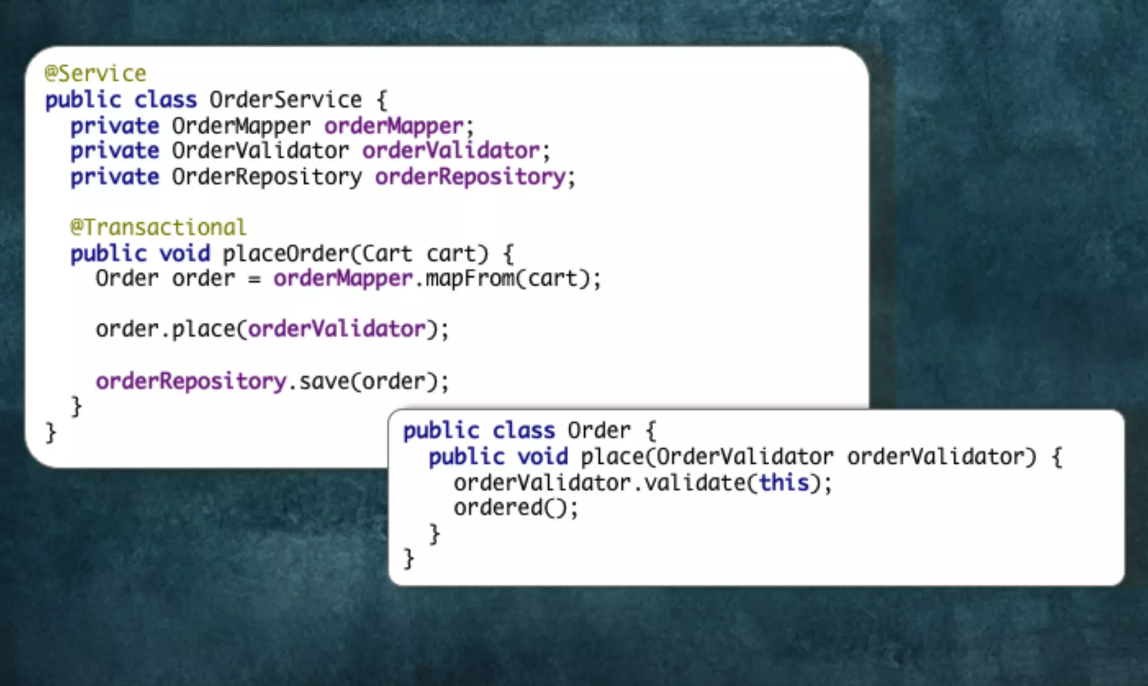 @Service
public class OrderService {
  private OrderMapper orderMapper;
  private OrderValidator orderValidator;
  private OrderRepository orderRepository;

  @Transactional
  public void placeOrder(Cart cart) {
    Order order = orderMapper.mapFrom(cart);

    order.place(orderValidator);

    orderRepository.save(order);
  }
}
public class Order {
  public void place(OrderValidator orderValidator) {
    orderValidator.validate(this);
    ordered();
  }
}